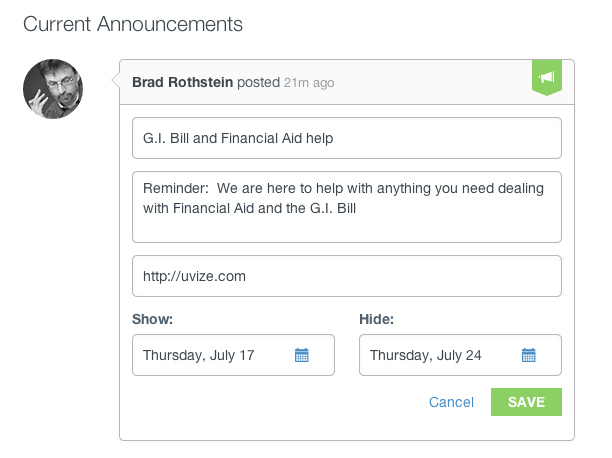 Current Announcements
Brad Rothstein posted 21m ago
G.I. Bill and Financial Aid help
Reminder:  We are here to help with anything you need dealing
with Financial Aid and the G.I. Bill
http://uvize.com
Show: Hide:
Thursday, July 17 Thursday, July 24
Cancel SAVE